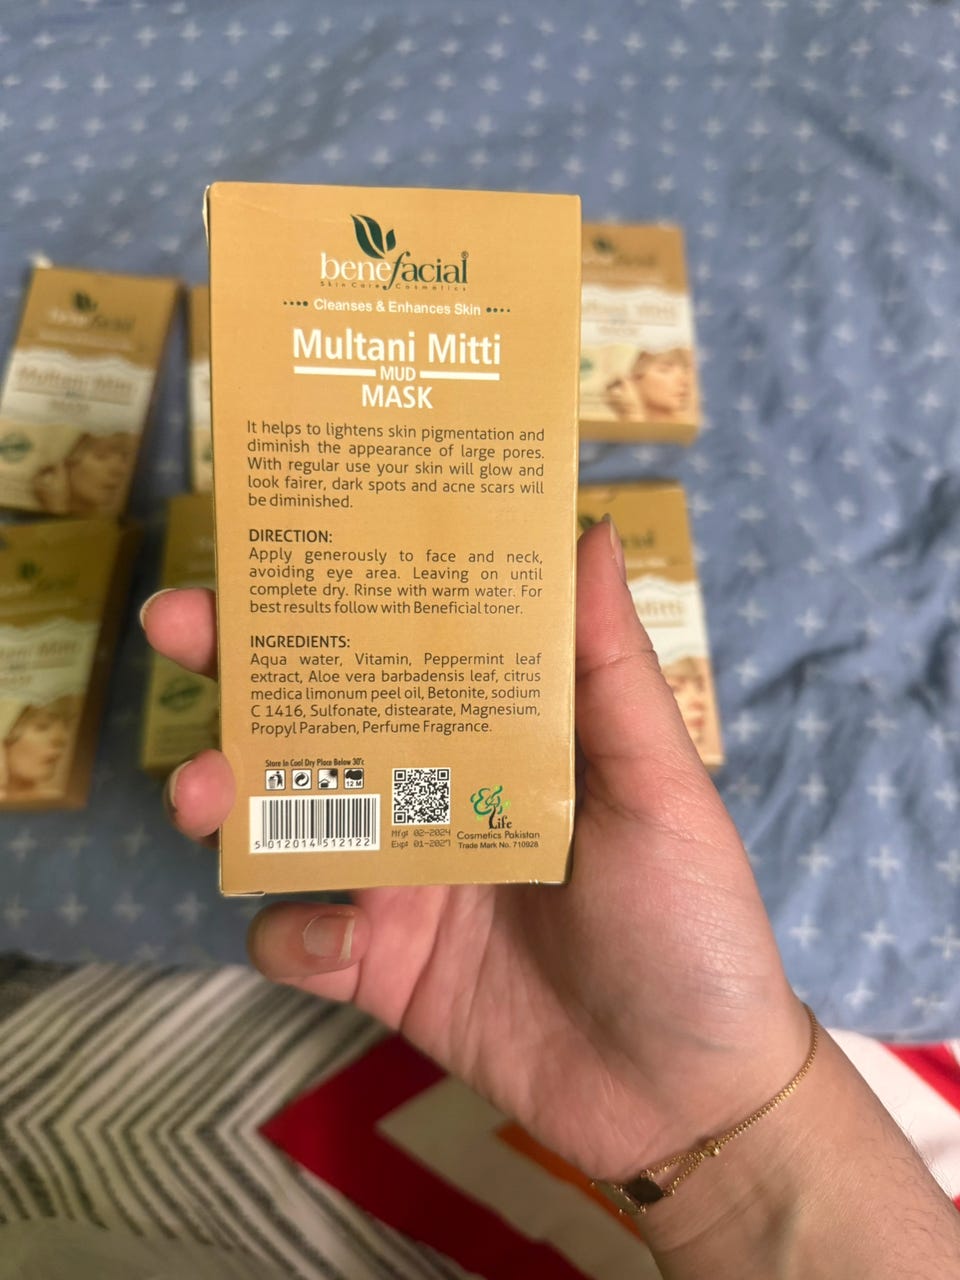 benefacial®
Skin Care Cosmetics
Cleanses & Enhances Skin
Multani Mitti
MUD
MASK
It helps to lightens skin pigmentation and
diminish the appearance of large pores.
With regular use your skin will glow and
look fairer, dark spots and acne scars will
be diminished.
DIRECTION:
Apply generously to face and neck,
avoiding eye area. Leaving on until
complete dry. Rinse with warm water. For
best results follow with Beneficial toner.
INGREDIENTS:
Aqua water, Vitamin, Peppermint leaf
extract, Aloe vera barbadensis leaf, citrus
medica limonum peel oil, Betonite, sodium
C 1416, Sulfonate, distearate, Magnesium,
Propyl Paraben, Perfume Fragrance.
Store In Cool Dry Place Below 30'c
12 M
5 012014 512122
Mfg: 02-2024
Exp: 01-2027
Life
Cosmetics Pakistan
Trade Mark No. 710928
Multani Mitti
MASK
Multani Mitti